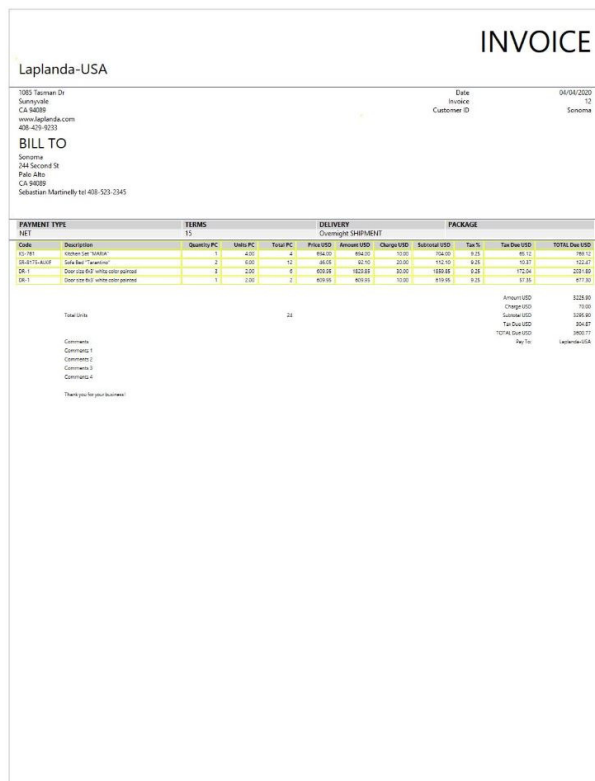 INVOICE
Laplanda-USA
1085 Tasman Dr
Sunnyvale
CA 94089
www.laplanda.com
408-429-9233
Date 04/04/2020
Invoice 12
Customer ID Sonoma
BILL TO
Sonoma
244 Second St
Palo Alto
CA 94089
Sebastian Martinelly tel 408-523-2345
PAYMENT TYPE TERMS DELIVERY PACKAGE
NET 15 Overnight SHIPMENT
Code Description Quantity PC Units PC Total PC Price USD Amount USD Charge USD Subtotal USD Tax % Tax Due USD TOTAL Due USD
KS-781 Kitchen Set "MARIA" 1 4.00 4 694.00 694.00 10.00 704.00 9.25 65.12 769.12
Sofa Bed "Tarantino" 2 6.00 12 46.05 92.10 20.00 112.10 9.25 10.37 122.47
DR-1 Door size 6x3' white color painted 3 2.00 6 609.95 1829.85 30.00 1859.85 9.25 172.04 2031.89
DR-1 Door size 6x3' white color painted 1 2.00 2 609.95 609.95 10.00 619.95 9.25 57.35 677.30
Amount USD 3225.90
Charge USD 70.00
Total Units 24 Subtotal USD 3295.90
Tax Due USD 304.87
TOTAL Due USD 3600.77
Comments Pay To: Laplanda-USA
Comments 1
Comments 2
Comments 3
Comments 4
Thank you for your business!